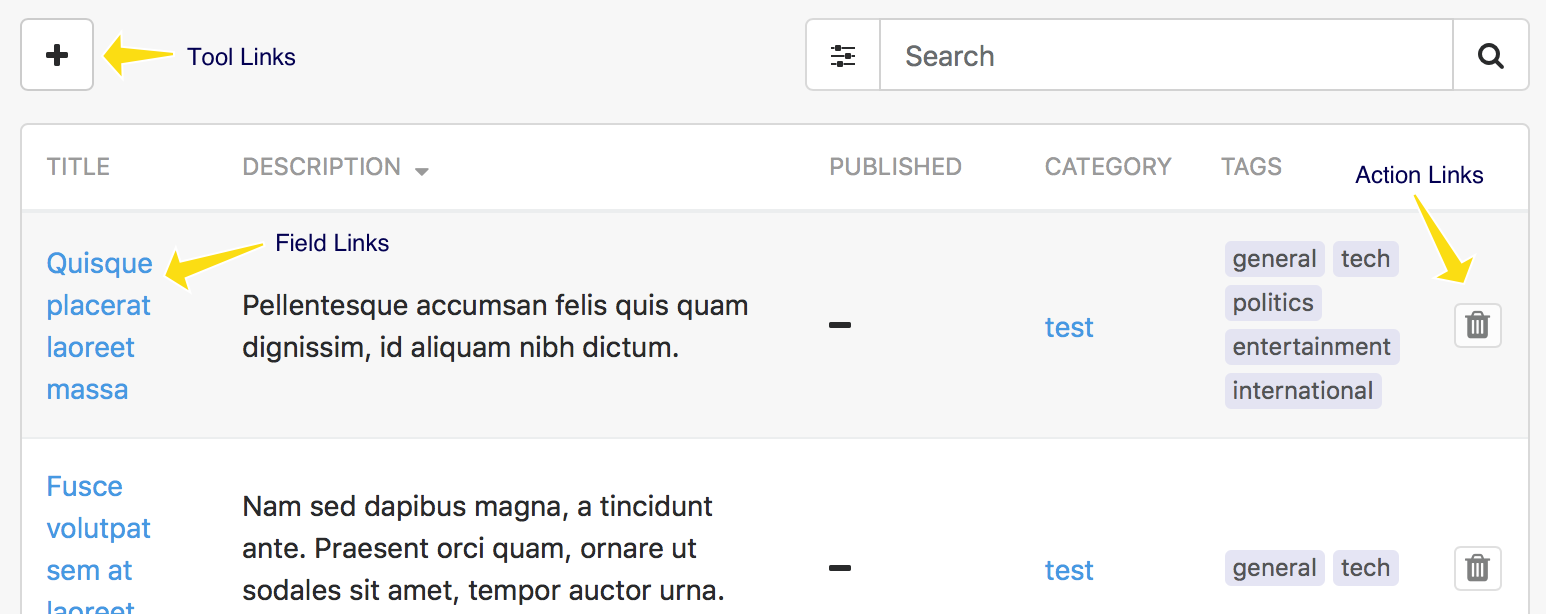 Tool Links
Search
TITLE DESCRIPTION PUBLISHED CATEGORY TAGS
Action Links
Field Links
Quisque
placerat
laoreet
massa
Pellentesque accumsan felis quis quam
dignissim, id aliquam nibh dictum.
test
general tech
politics
entertainment
international
Fusce
volutpat
sem at
laoreet
Nam sed dapibus magna, a tincidunt
ante. Praesent orci quam, ornare ut
sodales sit amet, tempor auctor urna.
test
general tech